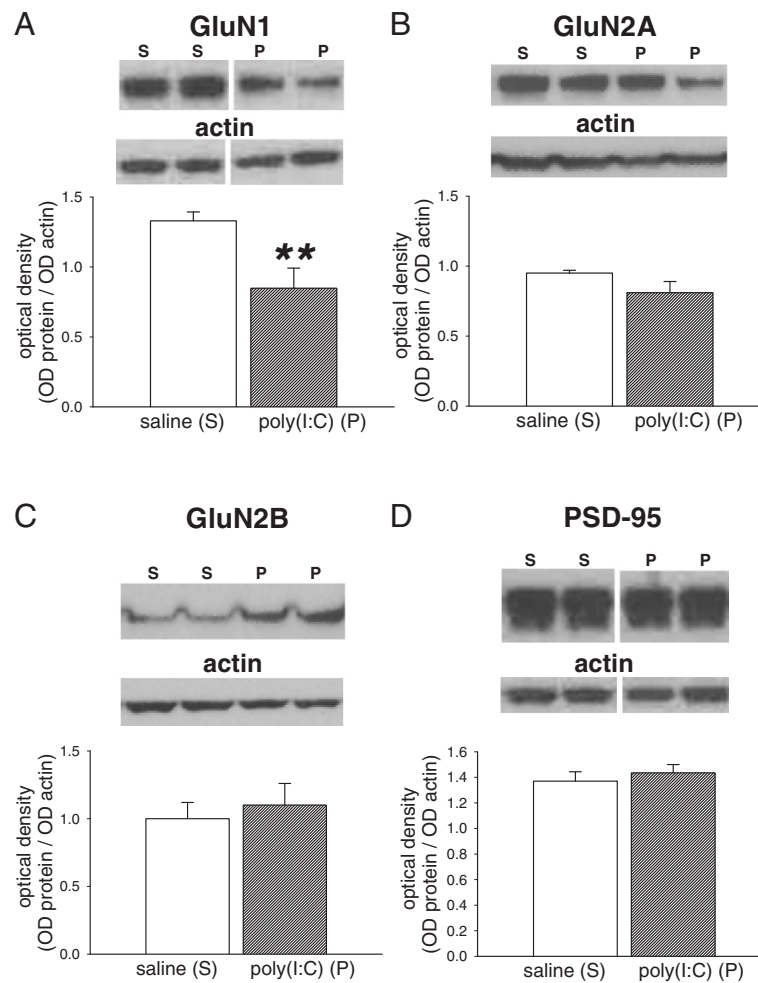 A
GluN1
S S P P
actin
optical density
(OD protein / OD actin)
1.5
1.0
0.5
0.0
**
saline (S) poly(I:C) (P)
B
GluN2A
S S P P
actin
optical density
(OD protein / OD actin)
1.5
1.0
0.5
0.0
saline (S) poly(I:C) (P)
C
GluN2B
S S P P
actin
optical density
(OD protein / OD actin)
1.5
1.0
0.5
0.0
saline (S) poly(I:C) (P)
D
PSD-95
S S P P
actin
optical density
(OD protein / OD actin)
1.6
1.4
1.2
1.0
0.8
0.6
0.4
0.2
0.0
saline (S) poly(I:C) (P)